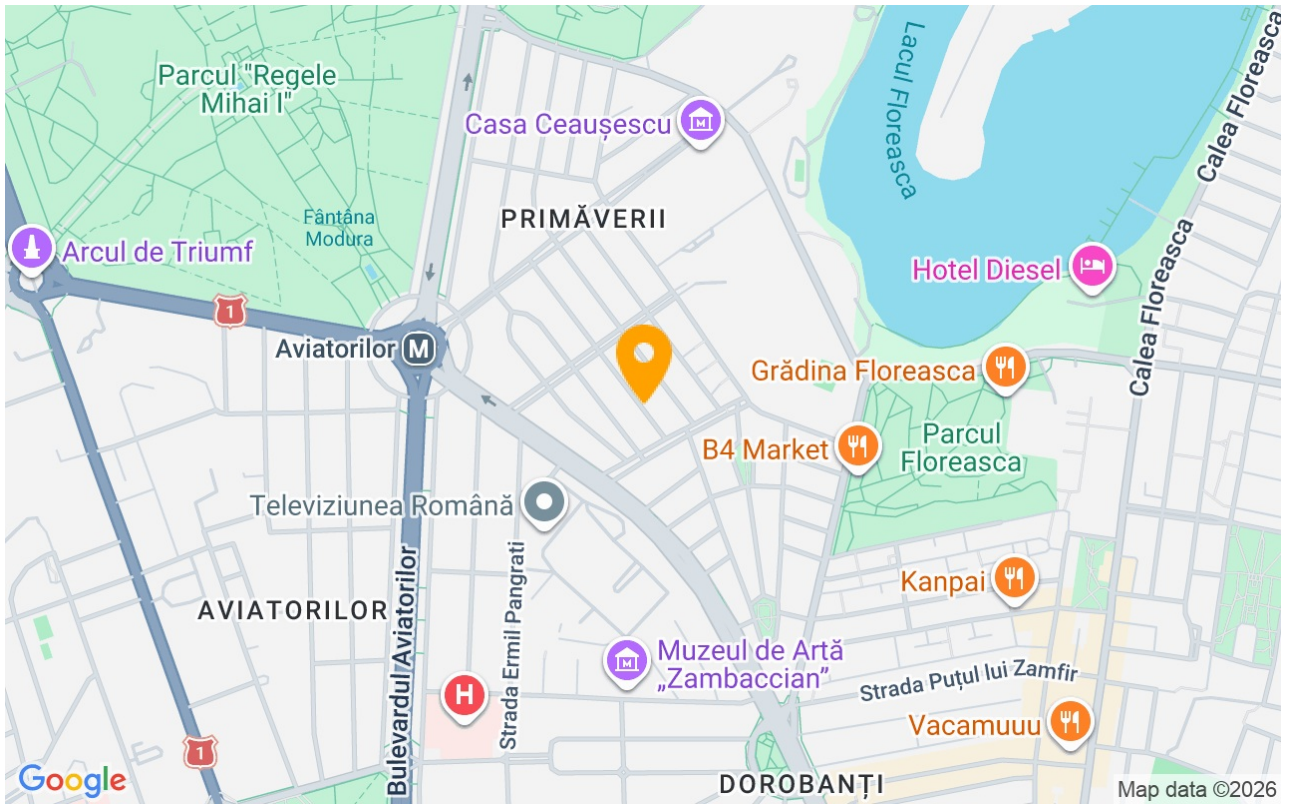 Parcul "Regele
Mihai I"
Casa Ceaușescu
Lacul Floreasca
Calea Floreasca
PRIMĂVERII
Fântâna
Modura
Arcul de Triumf
1
Hotel Diesel
Calea Floreasca
Aviatorilor M
Grădina Floreasca
B4 Market
Parcul
Floreasca
Televiziunea Română
Strada Ermil Pangrati
Kanpai
AVIATORILOR
Bulevardul Aviatorilor
Muzeul de Artă
„Zambaccian”
Strada Puțul lui Zamfir
H
Vacamuuu
1
DOROBANȚI
Google
Map data ©2026